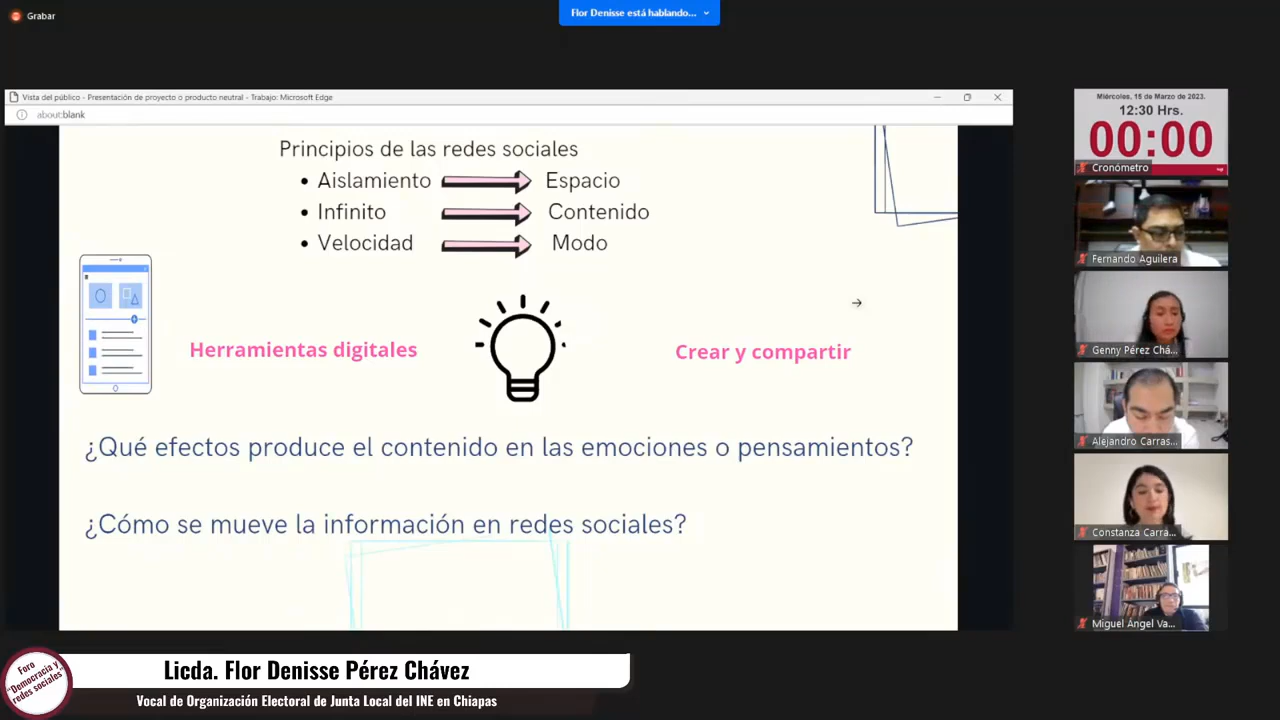 Grabar
Flor Denisse está hablando...
Vista del público - Presentación de proyecto o producto neutral - Trabajo: Microsoft Edge
about:blank
Principios de las redes sociales
• Aislamiento Espacio
• Infinito Contenido
• Velocidad Modo
Herramientas digitales
Crear y compartir
¿Qué efectos produce el contenido en las emociones o pensamientos?
¿Cómo se mueve la información en redes sociales?
Miércoles, 15 de Marzo de 2023.
12:30 Hrs.
00:00
Cronómetro
Fernando Aguilera
Genny Pérez Chá...
Alejandro Carras...
Constanza Carra...
Miguel Ángel Va...
Foro
"Democracia y
redes sociales"
Licda. Flor Denisse Pérez Chávez
Vocal de Organización Electoral de Junta Local del INE en Chiapas